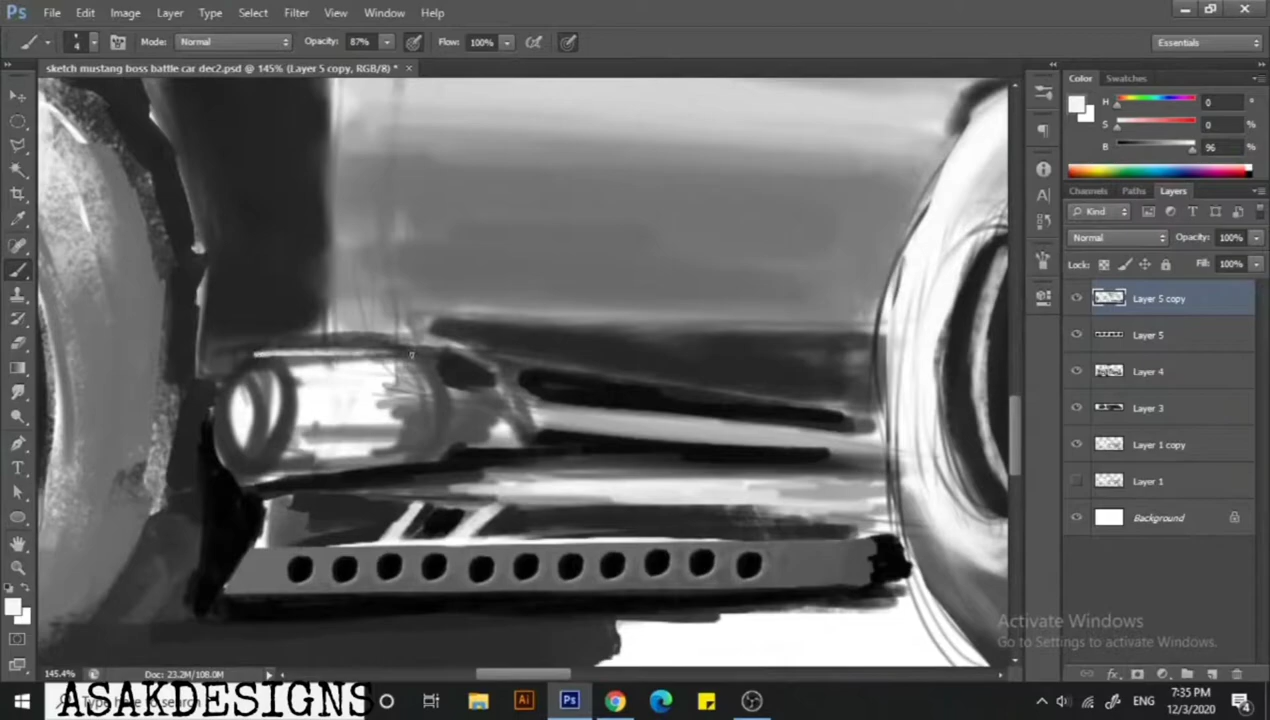 Ps File Edit Image Layer Type Select Filter 3D View Window Help
4 Mode: Normal Opacity: 87% Flow: 100% Essentials
sketch mustang boss battle car dec2.psd @ 145% (Layer 5 copy, RGB/8) * ×
Color Swatches
H 0 °
S 0 %
B 96 %
Channels Paths Layers
Kind
Normal Opacity: 100%
Lock: Fill: 100%
Layer 5 copy
Layer 5
Layer 4
Layer 3
Layer 1 copy
Layer 1
Background
Activate Windows
Go to Settings to activate Windows.
145.4% Doc: 23.2M/108.0M
ASAKDESIGNS
ENG 7:35 PM
12/3/2020